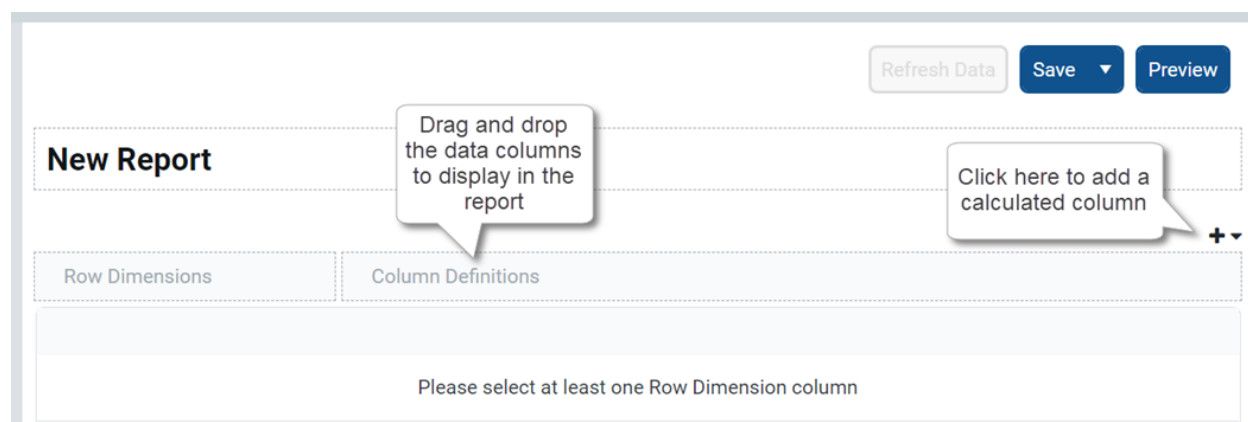 Refresh Data
Save
Preview
Drag and drop
the data columns
to display in the
report
New Report
Click here to add a
calculated column
Row Dimensions
Column Definitions
Please select at least one Row Dimension column